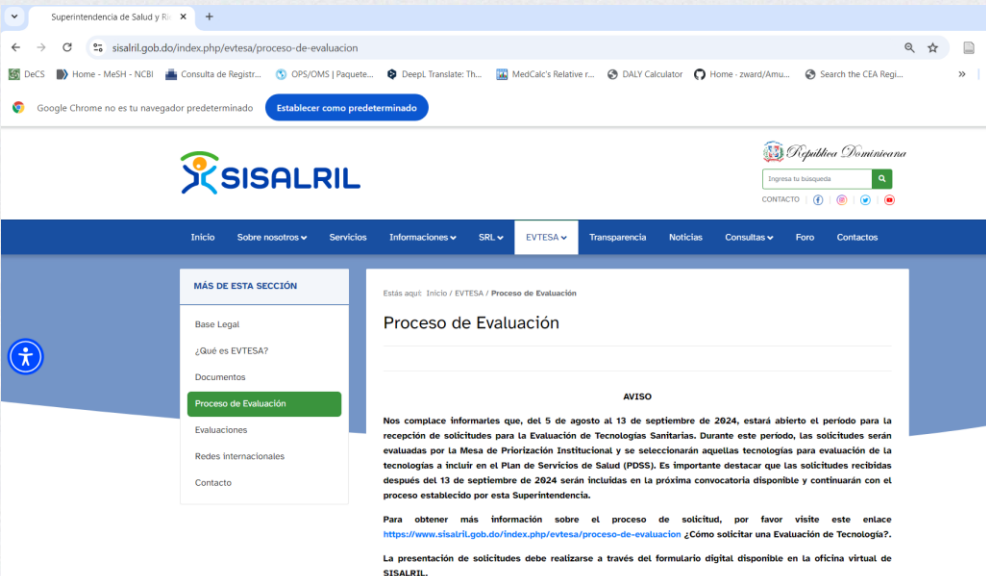 Superintendencia de Salud y Ri
sisalril.gob.do/index.php/evtesa/proceso-de-evaluacion
DeCS Home - MeSH - NCBI Consulta de Registr... OPS/OMS | Paquete... DeepL Translate: Th... MedCalc's Relative r... DALY Calculator Home · zward/Amu... Search the CEA Regi... »
Google Chrome no es tu navegador predeterminado Establecer como predeterminado
República Dominicana
SISALRIL
Ingresa tu búsqueda
CONTACTO
Inicio Sobre nosotros Servicios Informaciones SRL EVTESA Transparencia Noticias Consultas Foro Contactos
MÁS DE ESTA SECCIÓN
Base Legal
¿Qué es EVTESA?
Documentos
Proceso de Evaluación
Evaluaciones
Redes internacionales
Contacto
Estás aquí: Inicio / EVTESA / Proceso de Evaluación
Proceso de Evaluación
AVISO
Nos complace informarles que, del 5 de agosto al 13 de septiembre de 2024, estará abierto el período para la
recepción de solicitudes para la Evaluación de Tecnologías Sanitarias. Durante este período, las solicitudes serán
evaluadas por la Mesa de Priorización Institucional y se seleccionarán aquellas tecnologías para evaluación de la
tecnologías a incluir en el Plan de Servicios de Salud (PDSS). Es importante destacar que las solicitudes recibidas
después del 13 de septiembre de 2024 serán incluidas en la próxima convocatoria disponible y continuarán con el
proceso establecido por esta Superintendencia.
Para obtener más información sobre el proceso de solicitud, por favor visite este enlace
https://www.sisalril.gob.do/index.php/evtesa/proceso-de-evaluacion ¿Cómo solicitar una Evaluación de Tecnología?.
La presentación de solicitudes debe realizarse a través del formulario digital disponible en la oficina virtual de
SISALRIL.